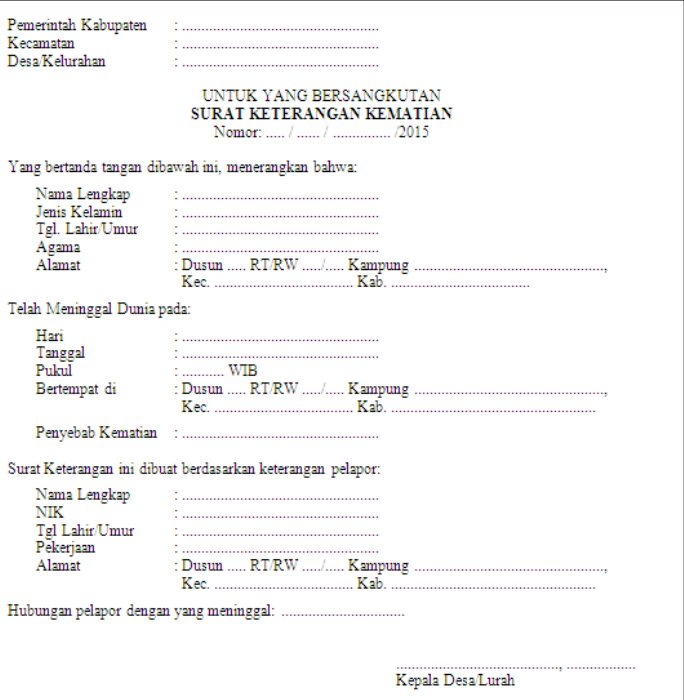 Pemerintah Kabupaten : ....................................................
Kecamatan : ....................................................
Desa/Kelurahan : ....................................................
UNTUK YANG BERSANGKUTAN
SURAT KETERANGAN KEMATIAN
Nomor: ..... / ...... / ............... /2015
Yang bertanda tangan dibawah ini, menerangkan bahwa:
Nama Lengkap : ....................................................
Jenis Kelamin : ....................................................
Tgl. Lahir/Umur : ....................................................
Agama : ....................................................
Alamat : Dusun ..... RT/RW ...../..... Kampung ..................................................,
Kec. ..................................... Kab. .....................................
Telah Meninggal Dunia pada:
Hari : ....................................................
Tanggal : ....................................................
Pukul : ........... WIB
Bertempat di : Dusun ..... RT/RW ...../..... Kampung ..................................................,
Kec. ..................................... Kab. ......................................................
Penyebab Kematian : ....................................................
Surat Keterangan ini dibuat berdasarkan keterangan pelapor:
Nama Lengkap : ....................................................
NIK : ....................................................
Tgl Lahir/Umur : ....................................................
Pekerjaan : ....................................................
Alamat : Dusun ..... RT/RW ...../..... Kampung ..................................................,
Kec. ..................................... Kab. ......................................................
Hubungan pelapor dengan yang meninggal: .................................
..........................................., ..................
Kepala Desa/Lurah